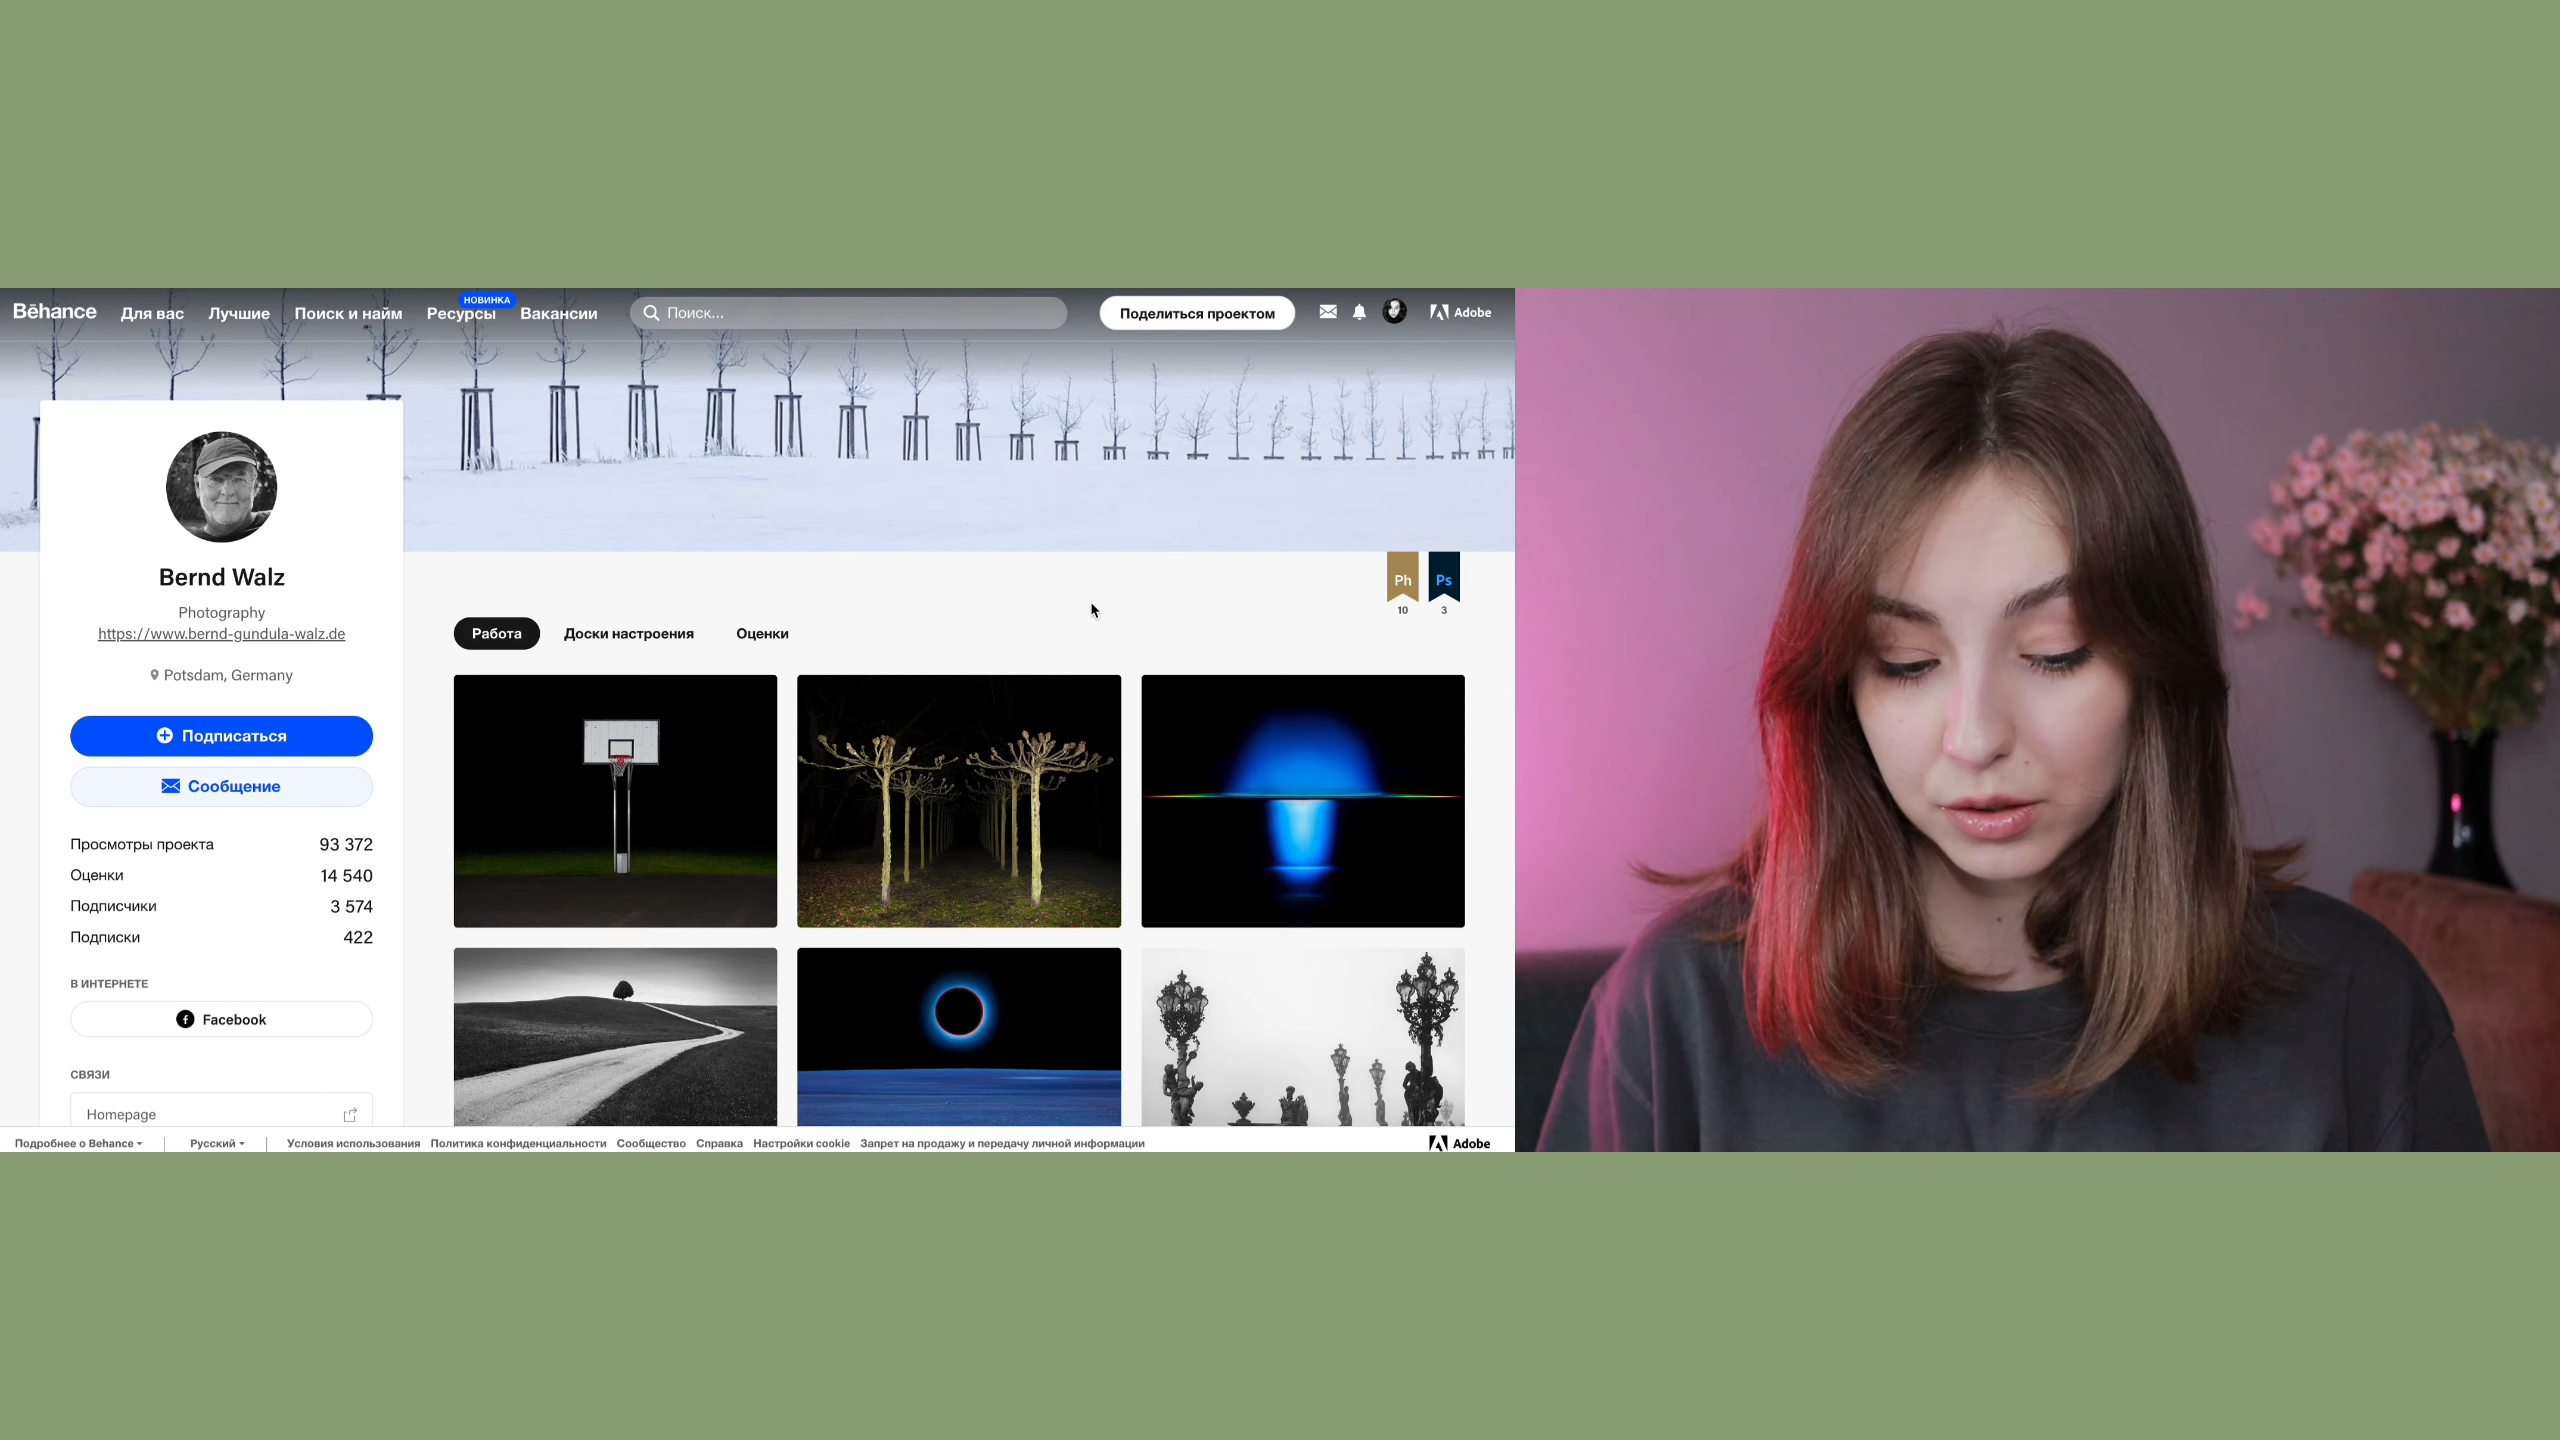 Bēhance
Для вас
Лучшие
Поиск и найм
НОВИНКА
Ресурсы
Вакансии
Поиск...
Поделиться проектом
Adobe
Bernd Walz
Photography
https://www.bernd-gundula-walz.de
Potsdam, Germany
Подписаться
Сообщение
Просмотры проекта 93 372
Оценки 14 540
Подписчики 3 574
Подписки 422
В ИНТЕРНЕТЕ
Facebook
СВЯЗИ
Homepage
Ph
10
Ps
3
Работа
Доски настроения
Оценки
Подробнее о Behance
Русский
Условия использования
Политика конфиденциальности
Сообщество
Справка
Настройки cookie
Запрет на продажу и передачу личной информации
Adobe